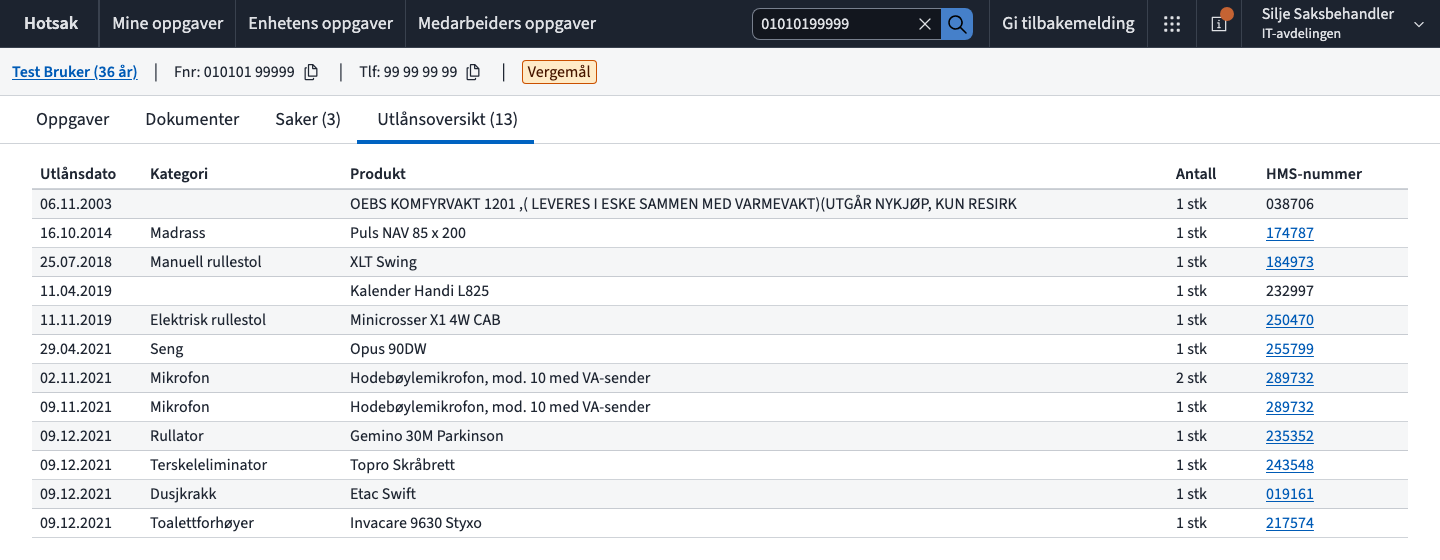 Hotsak Mine oppgaver Enhetens oppgaver Medarbeiders oppgaver 01010199999 Gi tilbakemelding Silje Saksbehandler
IT-avdelingen
Test Bruker (36 år) | Fnr: 010101 99999 | Tlf: 99 99 99 99 | Vergemål
Oppgaver Dokumenter Saker (3) Utlånsoversikt (13)
Utlånsdato Kategori Produkt Antall HMS-nummer
06.11.2003 OEBS KOMFYRVAKT 1201 ,( LEVERES I ESKE SAMMEN MED VARMEVAKT)(UTGÅR NYKJØP, KUN RESIRK 1 stk 038706
16.10.2014 Madrass Puls NAV 85 x 200 1 stk 174787
25.07.2018 Manuell rullestol XLT Swing 1 stk 184973
11.04.2019 Kalender Handi L825 1 stk 232997
11.11.2019 Elektrisk rullestol Minicrosser X1 4W CAB 1 stk 250470
29.04.2021 Seng Opus 90DW 1 stk 255799
02.11.2021 Mikrofon Hodebøylemikrofon, mod. 10 med VA-sender 2 stk 289732
09.11.2021 Mikrofon Hodebøylemikrofon, mod. 10 med VA-sender 1 stk 289732
09.12.2021 Rullator Gemino 30M Parkinson 1 stk 235352
09.12.2021 Terskeleliminator Topro Skråbrett 1 stk 243548
09.12.2021 Dusjkrakk Etac Swift 1 stk 019161
09.12.2021 Toalettforhøyer Invacare 9630 Styxo 1 stk 217574